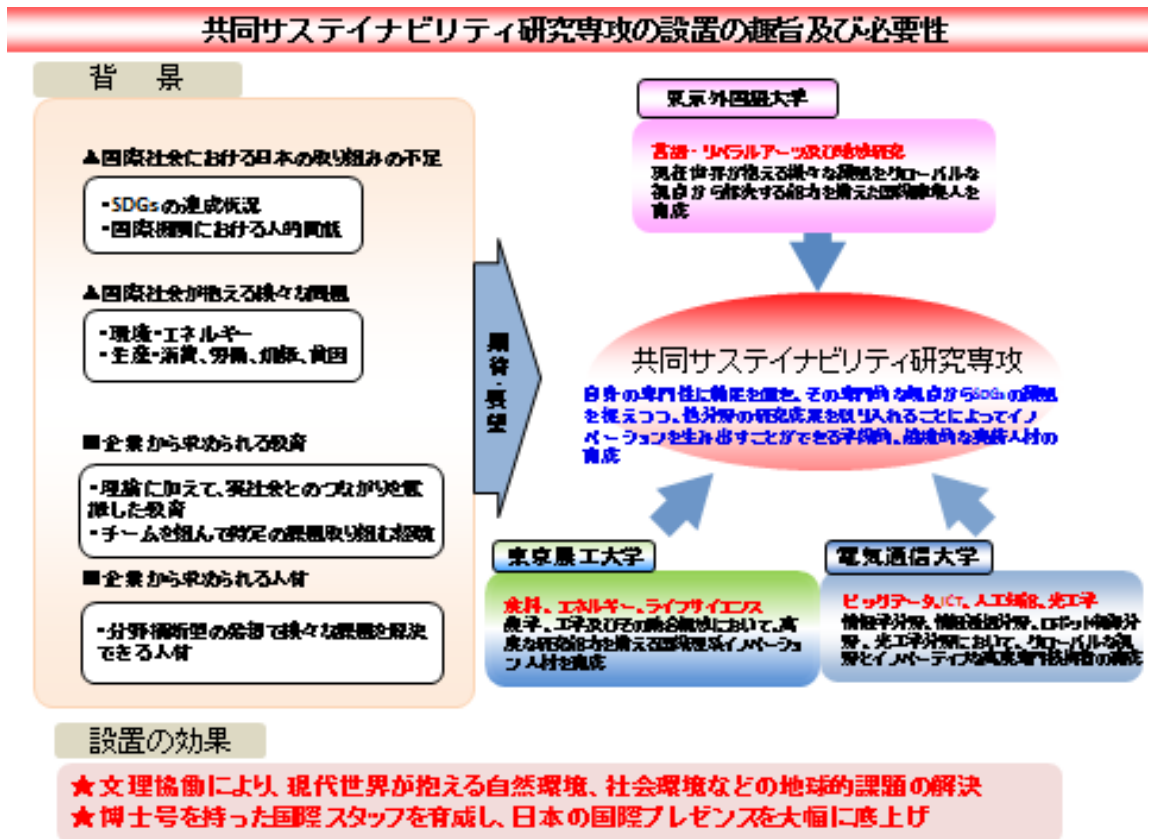 共同サステイナビリティ研究専攻の設置の趣旨及び必要性
背 景
▲国際社会における日本の取り組みの不足
・SDGsの達成状況
・国際機関における人的貢献
▲国際社会が抱える様々な問題
・環境・エネルギー
・生産・消費、労働、、貧困
■企業から求められる教育
・理論に加えて、実社会とのつながりを意
識した教育
・チームを組んで特定の課題取り組む経験
■企業から求められる人材
・分野横断型の発想で様々な課題を解決
できる人材
期待・要望
東京外国語大学
言語・リベラルアーツ及び地域研究
現在世界が抱える様々な課題をグローバルな
視点から解決する能力を備えた国際職業人を
育成
共同サステイナビリティ研究専攻
自身の専門性に軸足を置き、その専門的な視点からSDGsの課題
を捉えつつ、他分野の研究成果を取り入れることによってイノ
ベーションを生み出すことができる学際的、越境的な実務人材の
育成
東京農工大学
食料、エネルギー、ライフサイエンス
農学、工学及びその融合領域において、高
度な研究能力を備える国際理系イノベーショ
ン人材を育成
電気通信大学
ビッグデータ、ICT、人工知能、光工学
情報学分野、情報通信分野、ロボット分
野、光工学分野において、グローバルな視
野とイノベーティブな高度専門技術者の
設置の効果
★文理協働により、現代世界が抱える自然環境、社会環境などの地球的課題の解決
★博士号を持った国際スタッフを育成し、日本の国際プレゼンスを大幅に底上げ